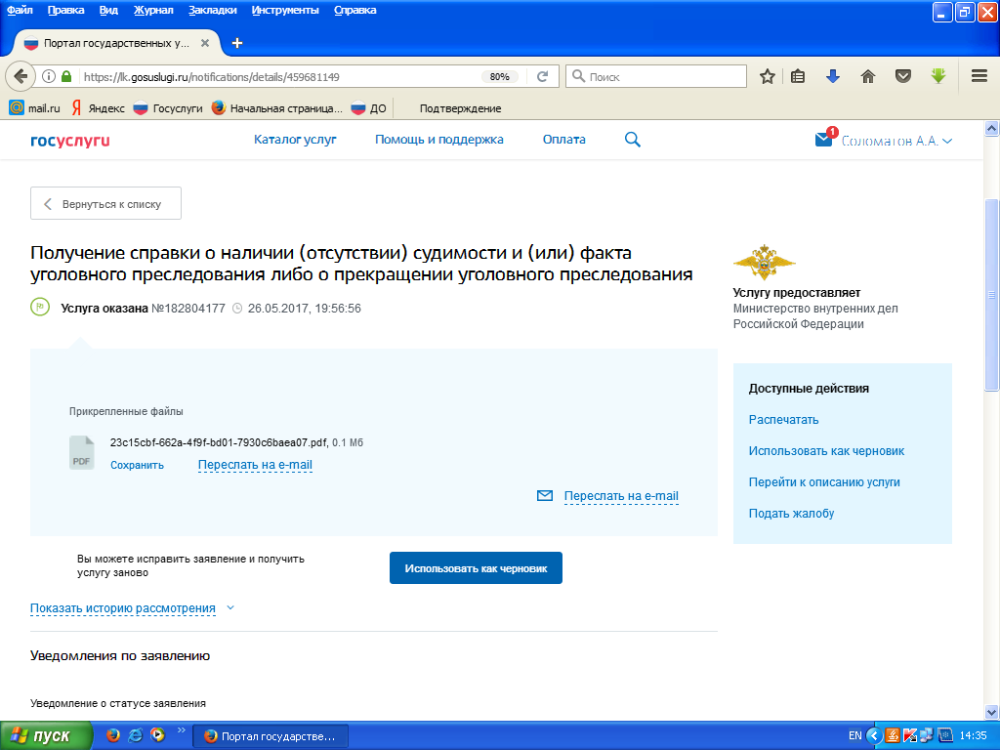 Файл Правка Вид Журнал Закладки Инструменты Справка
Портал государственных у...
https://lk.gosuslugi.ru/notifications/details/459681149 80% Поиск
mail.ru Яндекс Госуслуги Начальная страница... ДО Подтверждение
госуслуги Каталог услуг Помощь и поддержка Оплата 1 Соломатов А.А.
Вернуться к списку
Получение справки о наличии (отсутствии) судимости и (или) факта
уголовного преследования либо о прекращении уголовного преследования
Услуга оказана №182804177 26.05.2017, 19:56:56
Услугу предоставляет
Министерство внутренних дел
Российской Федерации
Прикрепленные файлы
PDF
23c15cbf-662a-4f9f-bd01-7930c6baea07.pdf, 0.1 Мб
Сохранить Переслать на e-mail
Переслать на e-mail
Доступные действия
Распечатать
Использовать как черновик
Перейти к описанию услуги
Подать жалобу
Вы можете исправить заявление и получить
услугу заново
Использовать как черновик
Показать историю рассмотрения
Уведомления по заявлению
Уведомление о статусе заявления
пуск Портал государстве... EN 14:35